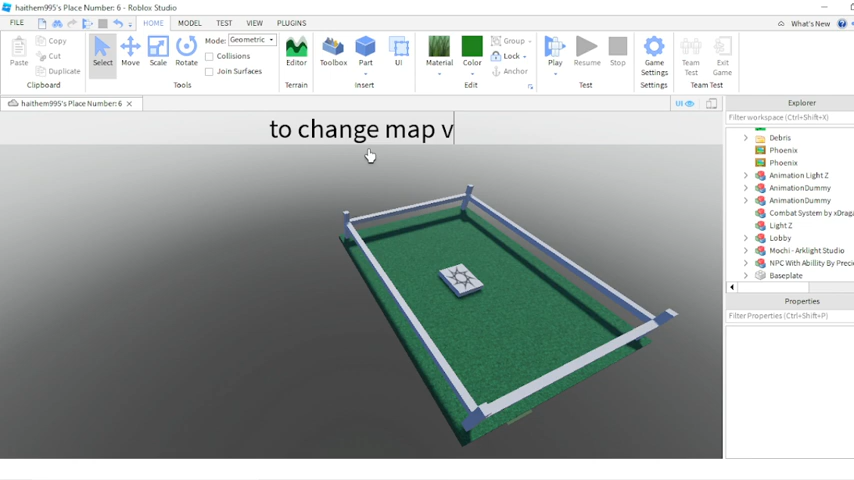 haithem995's Place Number: 6 - Roblox Studio
FILE HOME MODEL TEST VIEW PLUGINS What's New
Paste Copy Cut Duplicate Clipboard
Select Move Scale Rotate Mode: Geometric Collisions Join Surfaces Tools
Editor Terrain
Toolbox Part UI Insert
Material Color Group Lock Anchor Edit
Play Resume Stop Test
Game Settings Settings
Team Test Exit Game Team Test
haithem995's Place Number: 6
UI
to change map v
Explorer
Filter workspace (Ctrl+Shift+X)
Debris
Phoenix
Phoenix
Animation Light Z
AnimationDummy
AnimationDummy
Combat System by xDraga
Light Z
Lobby
Mochi - Arklight Studio
NPC With Ability By Precie
Baseplate
Properties
Filter Properties (Ctrl+Shift+P)